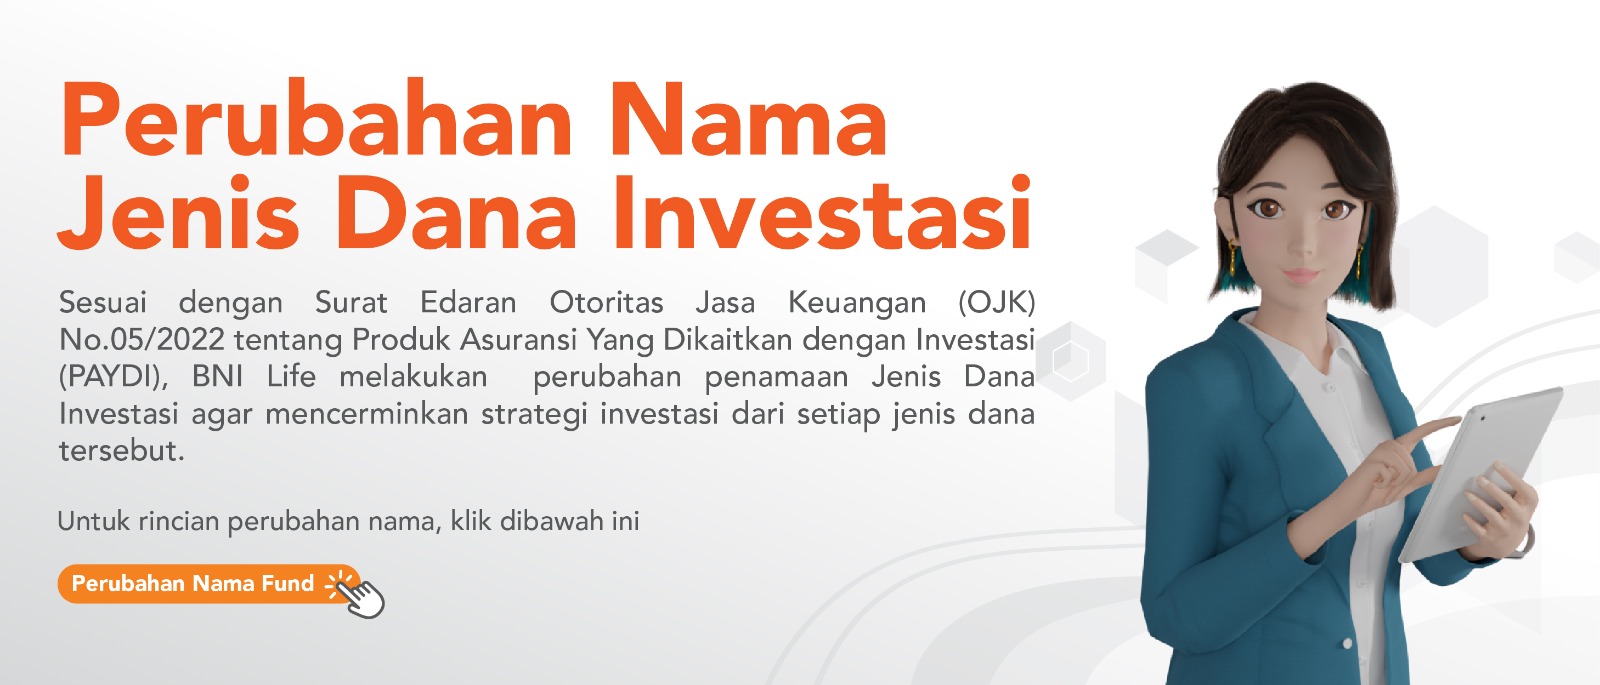 Perubahan Nama
Jenis Dana Investasi
Sesuai dengan Surat Edaran Otoritas Jasa Keuangan (OJK)
No.05/2022 tentang Produk Asuransi Yang Dikaitkan dengan Investasi
(PAYDI), BNI Life melakukan perubahan penamaan Jenis Dana
Investasi agar mencerminkan strategi investasi dari setiap jenis dana
tersebut.
Untuk rincian perubahan nama, klik dibawah ini
Perubahan Nama Fund